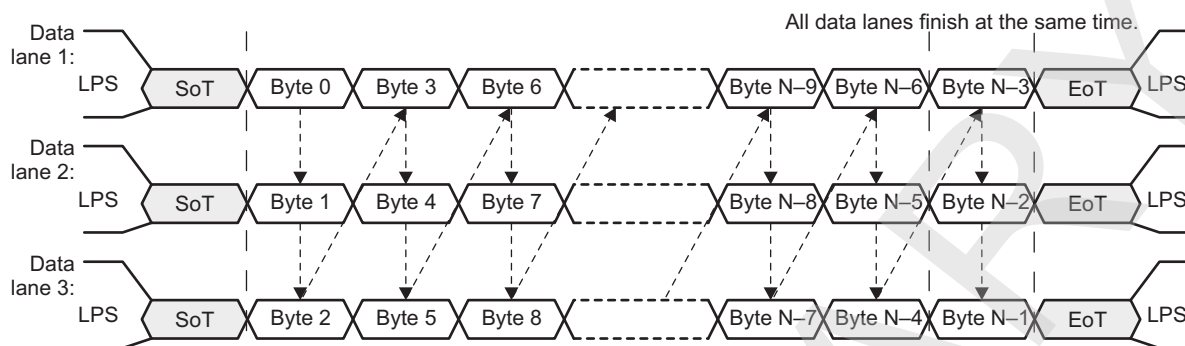 All data lanes finish at the same time.
Data
lane 1:
LPS SoT Byte 0 Byte 3 Byte 6 Byte N–9 Byte N–6 Byte N–3 EoT LPS
Data
lane 2:
LPS SoT Byte 1 Byte 4 Byte 7 Byte N–8 Byte N–5 Byte N–2 EoT LPS
Data
lane 3:
LPS SoT Byte 2 Byte 5 Byte 8 Byte N–7 Byte N–4 Byte N–1 EoT LPS